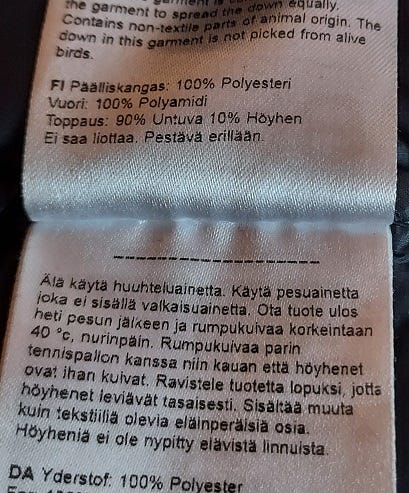 the garment to spread the down equally.
Contains non-textile parts of animal origin. The
down in this garment is not picked from alive
birds.
FI Päälliskangas: 100% Polyesteri
Vuori: 100% Polyamidi
Toppaus: 90% Untuva 10% Höyhen
Ei saa liottaa. Pestävä erillään.
Älä käytä huuhteluainetta. Käytä pesuainetta
joka ei sisällä valkaisuainetta. Ota tuote ulos
heti pesun jälkeen ja rumpukuivaa korkeintaan
40 °c, nurinpäin. Rumpukuivaa parin
tennispallon kanssa niin kauan että höyhenet
ovat ihan kuivat. Ravistele tuotetta lopuksi, jotta
höyhenet leviävät tasaisesti. Sisältää muuta
kuin tekstiiliä olevia eläinperäisiä osia.
Höyheniä ei ole nypitty elävistä linnuista.
DA Yderstof: 100% Polyester